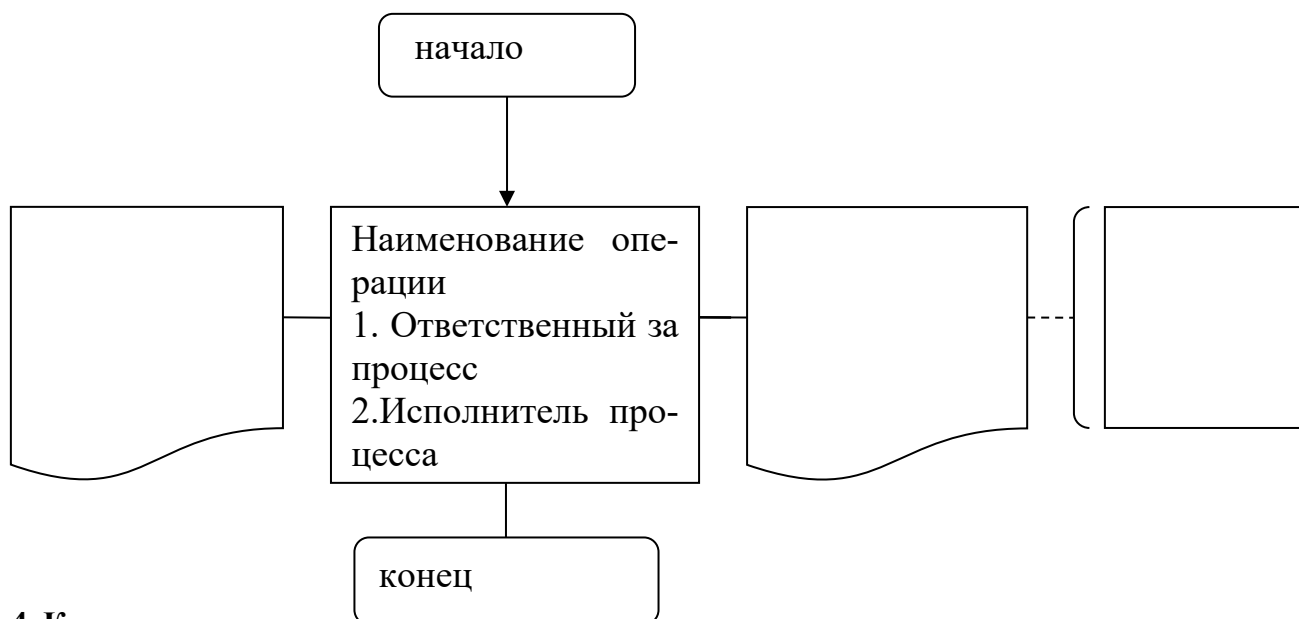 начало
Наименование опе-
рации
1. Ответственный за
процесс
2.Исполнитель про-
цесса
конец